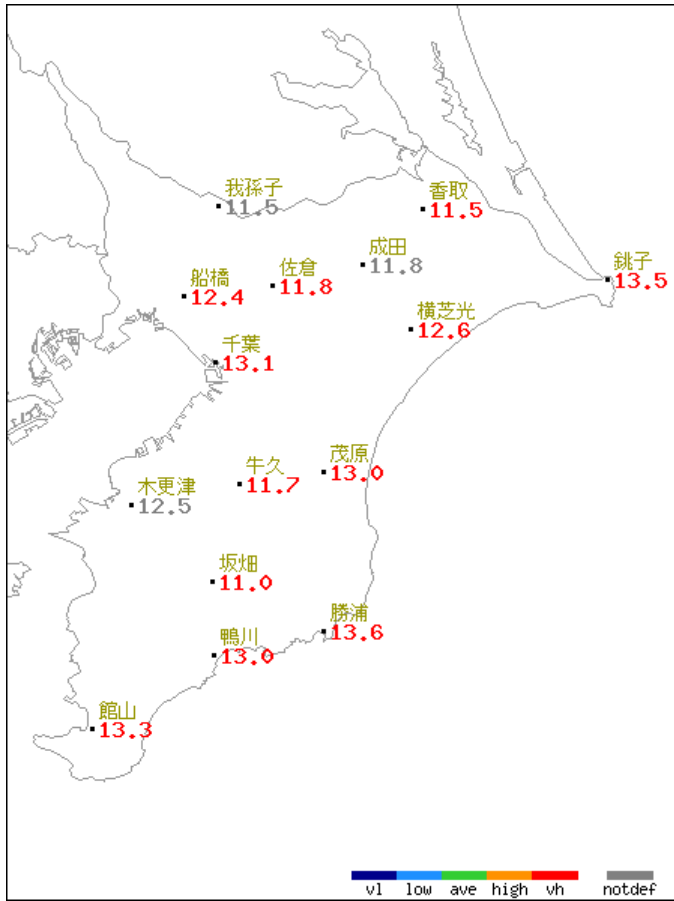 我孫子
11.5
香取
11.5
成田
11.8
佐倉
11.8
船橋
12.4
銚子
13.5
横芝光
12.6
千葉
13.1
茂原
13.0
牛久
11.7
木更津
12.5
坂畑
11.0
勝浦
13.6
鴨川
13.0
館山
13.3
vl low ave high vh notdef